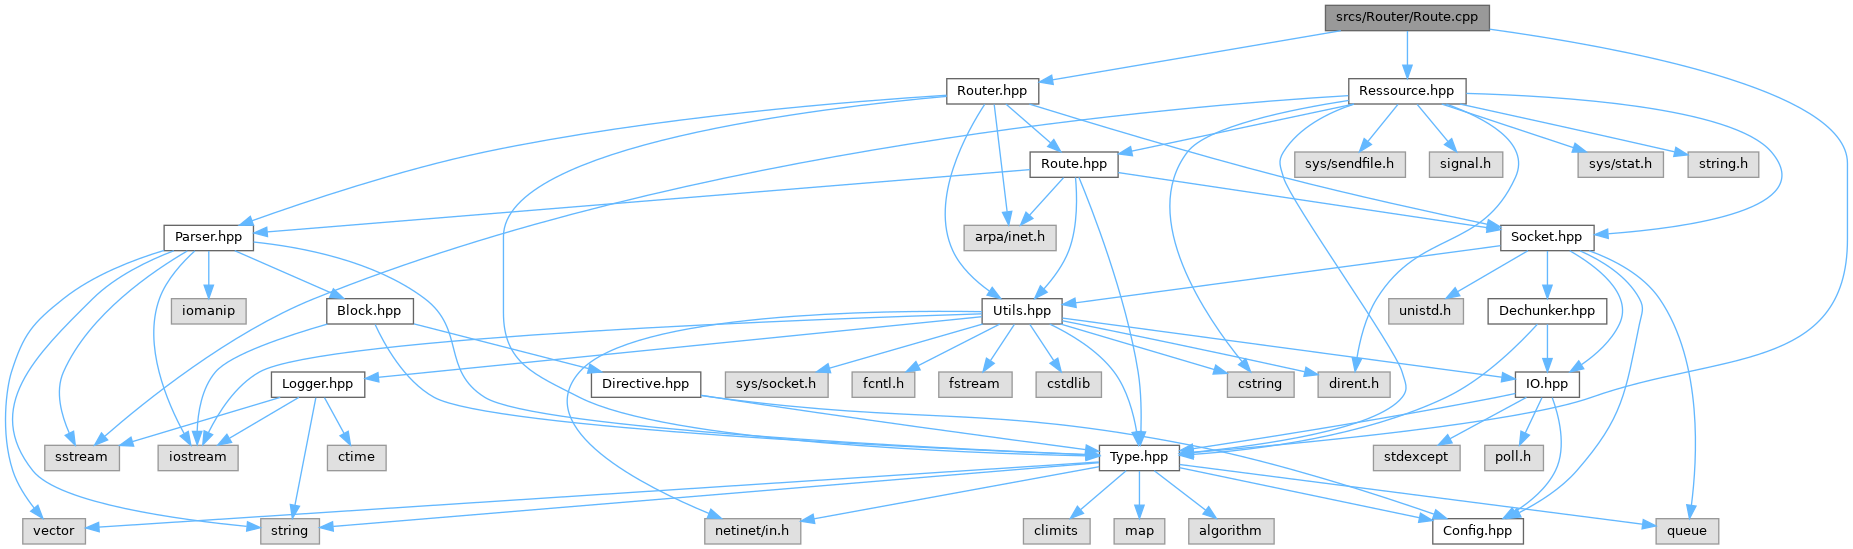 srcs/Router/Route.cpp
Router.hpp
Ressource.hpp
Route.hpp
sys/sendfile.h
signal.h
sys/stat.h
string.h
Parser.hpp
arpa/inet.h
Socket.hpp
iomanip
Block.hpp
Utils.hpp
unistd.h
Dechunker.hpp
Logger.hpp
Directive.hpp
sys/socket.h
fcntl.h
fstream
cstdlib
cstring
dirent.h
IO.hpp
sstream
iostream
ctime
Type.hpp
stdexcept
poll.h
vector
string
netinet/in.h
climits
map
algorithm
Config.hpp
queue